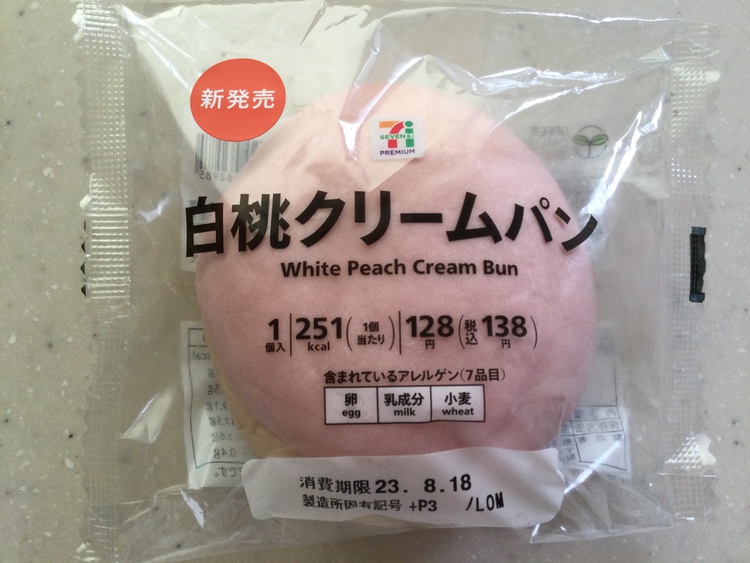 新発売
7i
SEVEN & i
PREMIUM
GREEN
白桃クリームパン
White Peach Cream Bun
1個入 251kcal (1個当たり) 128円 (税込138円)
含まれているアレルゲン(7品目)
卵 乳成分 小麦
egg milk wheat
消費期限 23. 8.18
製造所固有記号 +P3 /LOM